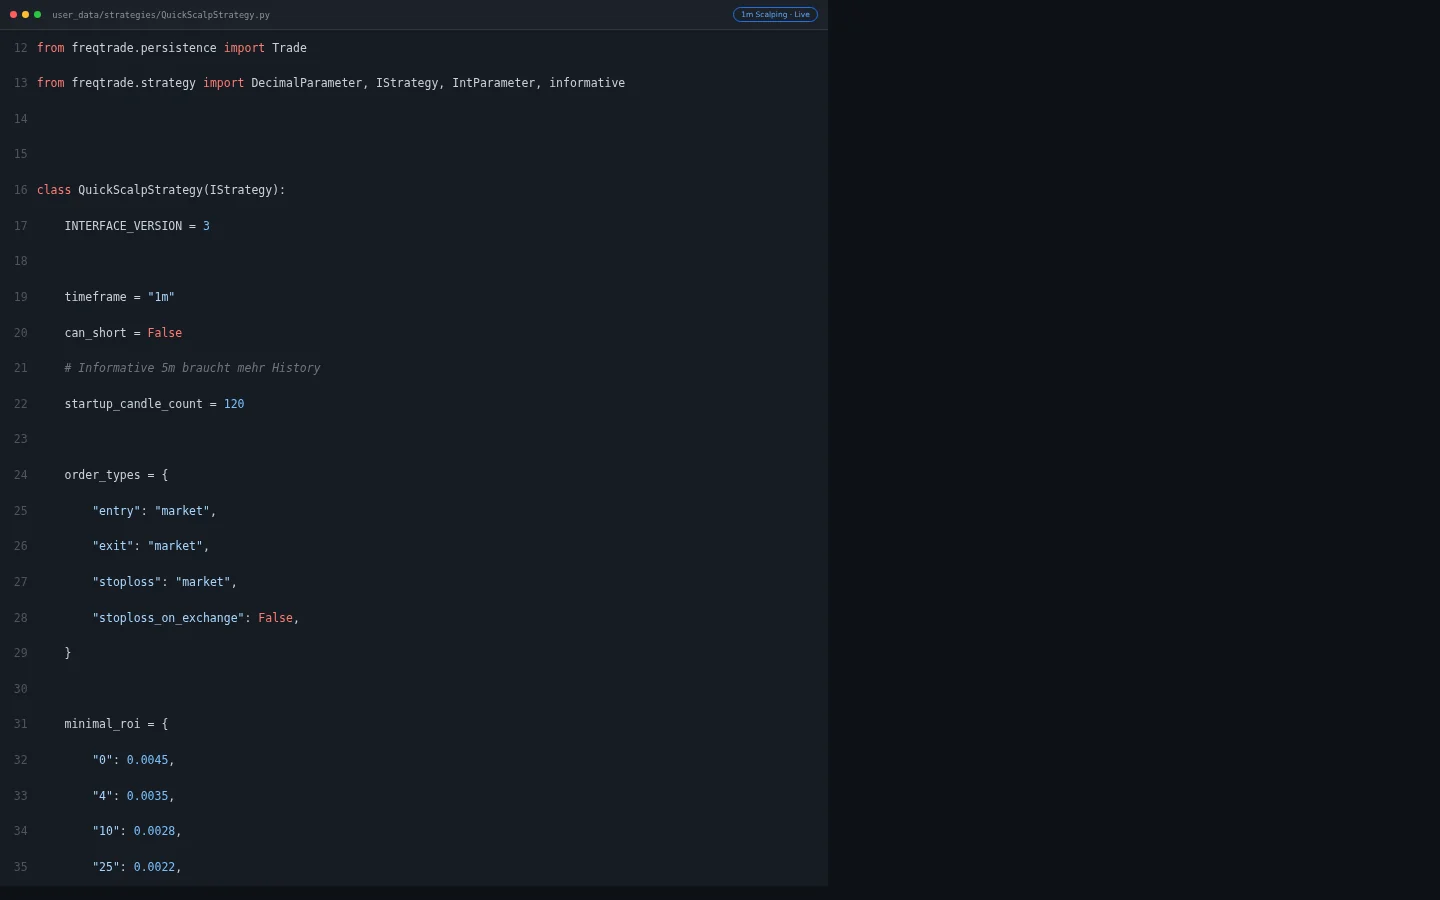 user_data/strategies/QuickScalpStrategy.py
1m Scalping · Live
12 from freqtrade.persistence import Trade
13 from freqtrade.strategy import DecimalParameter, IStrategy, IntParameter, informative
14
15
16 class QuickScalpStrategy(IStrategy):
17     INTERFACE_VERSION = 3
18
19     timeframe = "1m"
20     can_short = False
21     # Informative 5m braucht mehr History
22     startup_candle_count = 120
23
24     order_types = {
25         "entry": "market",
26         "exit": "market",
27         "stoploss": "market",
28         "stoploss_on_exchange": False,
29     }
30
31     minimal_roi = {
32         "0": 0.0045,
33         "4": 0.0035,
34         "10": 0.0028,
35         "25": 0.0022,